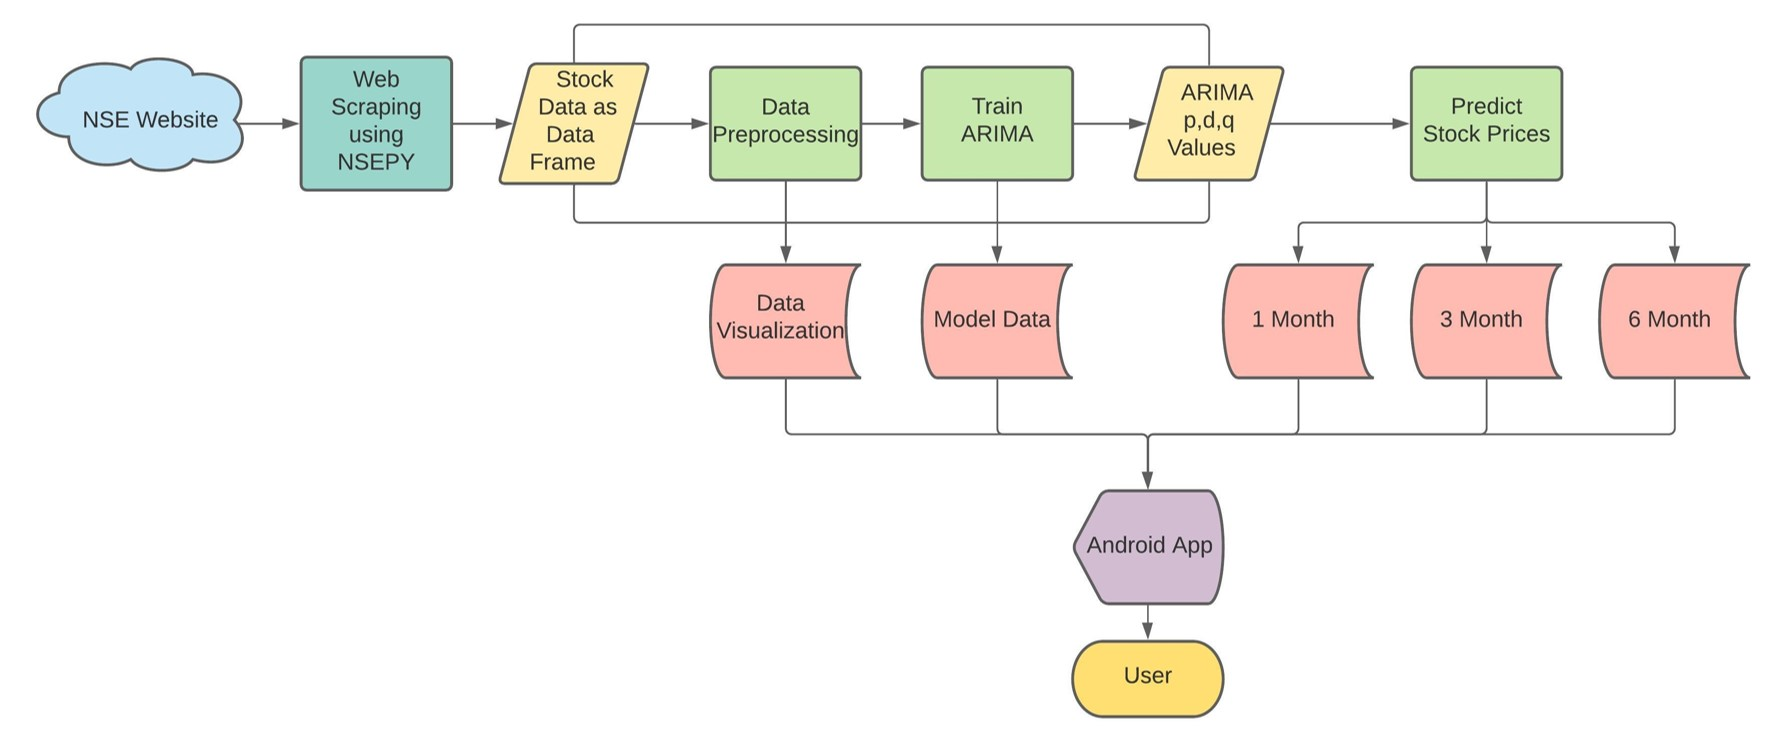 NSE Website
Web
Scraping
using
NSEPY
Stock
Data as
Data
Frame
Data
Preprocessing
Train
ARIMA
ARIMA
p,d,q
Values
Predict
Stock Prices
Data
Visualization
Model Data
1 Month
3 Month
6 Month
Android App
User